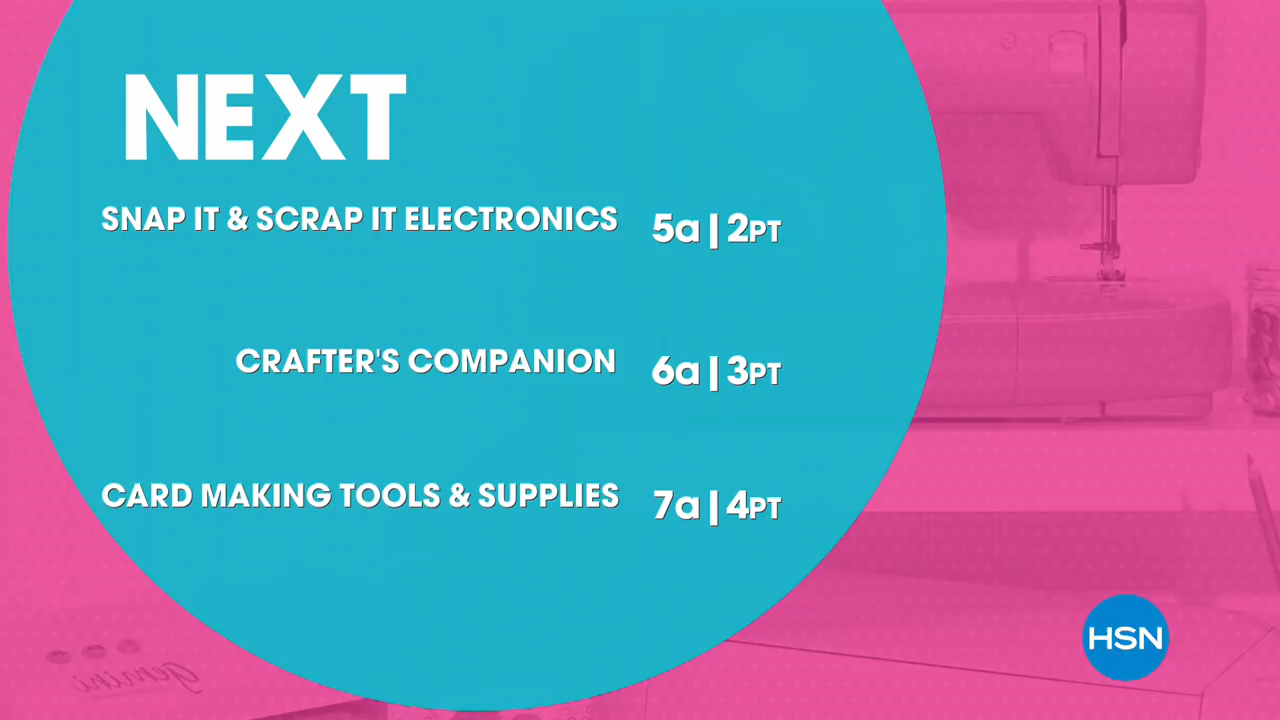 NEXT
SNAP IT & SCRAP IT ELECTRONICS 5a | 2PT
CRAFTER'S COMPANION 6a | 3PT
CARD MAKING TOOLS & SUPPLIES 7a | 4PT
HSN
gemini